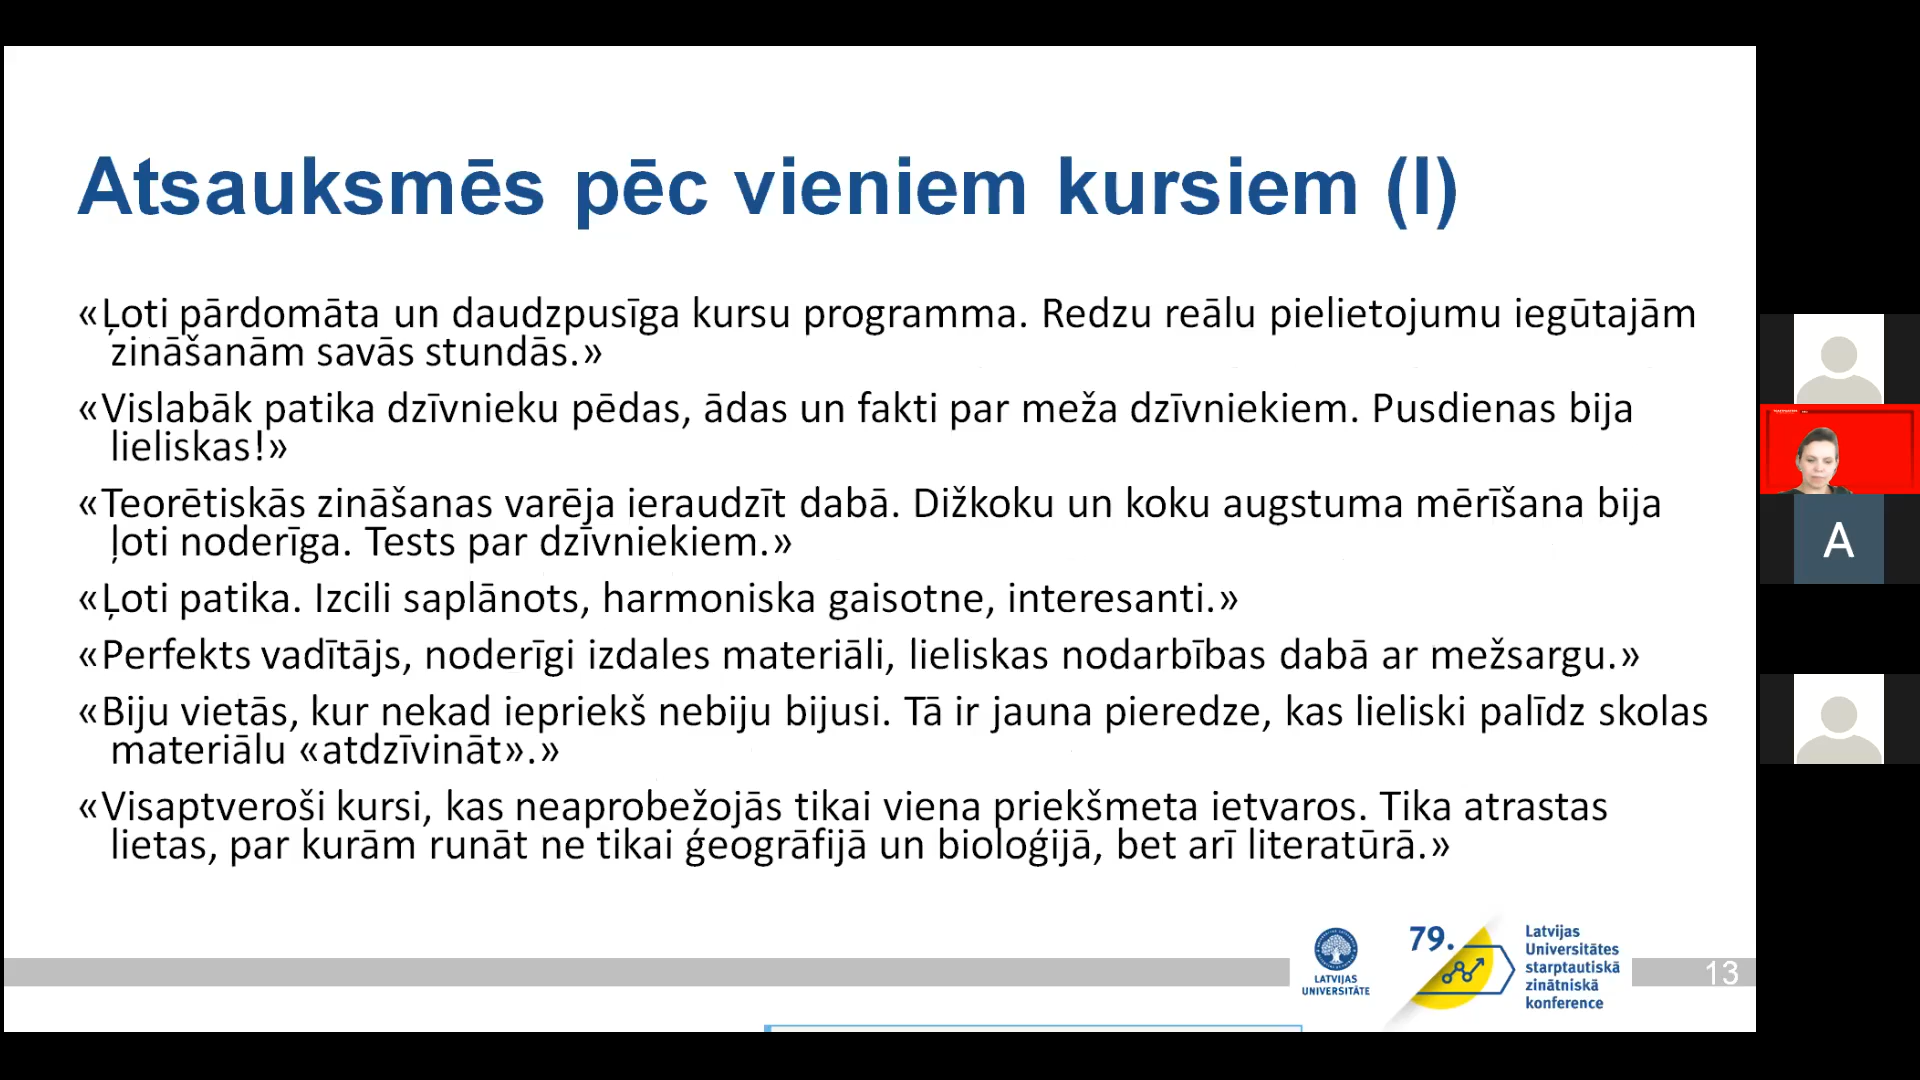 Atsauksmēs pēc vieniem kursiem (I)
«Ļoti pārdomāta un daudzpusīga kursu programma. Redzu reālu pielietojumu iegūtajām
zināšanām savās stundās.»
«Vislabāk patika dzīvnieku pēdas, ādas un fakti par meža dzīvniekiem. Pusdienas bija
lieliskas!»
«Teorētiskās zināšanas varēja ieraudzīt dabā. Dižkoku un koku augstuma mērīšana bija
ļoti noderīga. Tests par dzīvniekiem.»
«Ļoti patika. Izcili saplānots, harmoniska gaisotne, interesanti.»
«Perfekts vadītājs, noderīgi izdales materiāli, lieliskas nodarbības dabā ar mežsargu.»
«Biju vietās, kur nekad iepriekš nebiju bijusi. Tā ir jauna pieredze, kas lieliski palīdz skolas
materiālu «atdzīvināt».»
«Visaptveroši kursi, kas neaprobežojās tikai viena priekšmeta ietvaros. Tika atrastas
lietas, par kurām runāt ne tikai ģeogrāfijā un bioloģijā, bet arī literatūrā.»
A
LATVIJAS
UNIVERSITĀTE
79.
Latvijas
Universitātes
starptautiskā
zinātniskā
konference
13